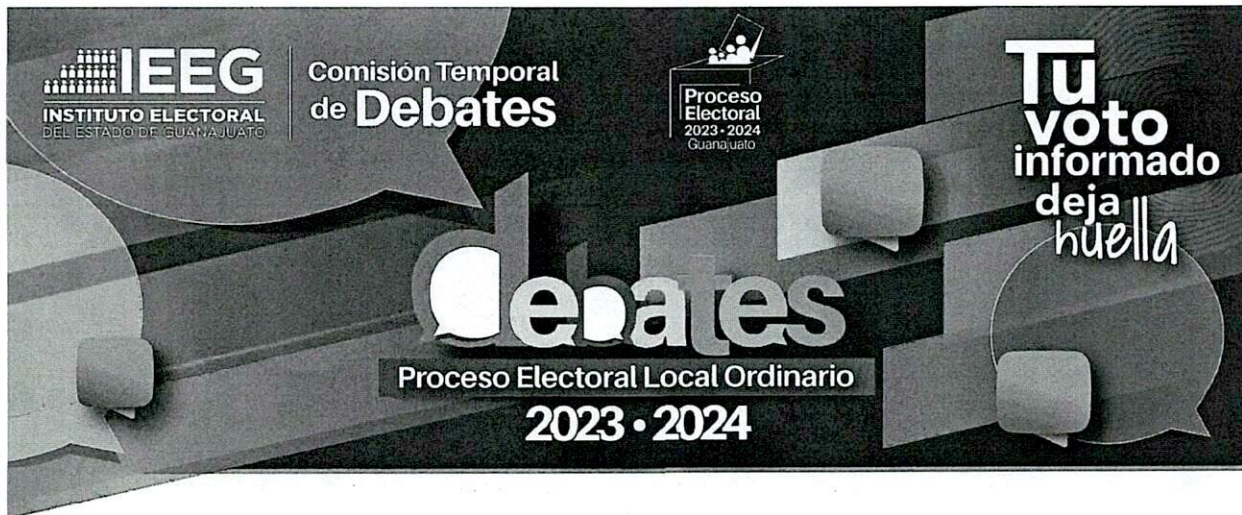 IEEG
INSTITUTO ELECTORAL
DEL ESTADO DE GUANAJUATO
Comisión Temporal
de Debates
Proceso
Electoral
2023•2024
Guanajuato
Tu
voto
informado
deja
huella
debates
Proceso Electoral Local Ordinario
2023•2024